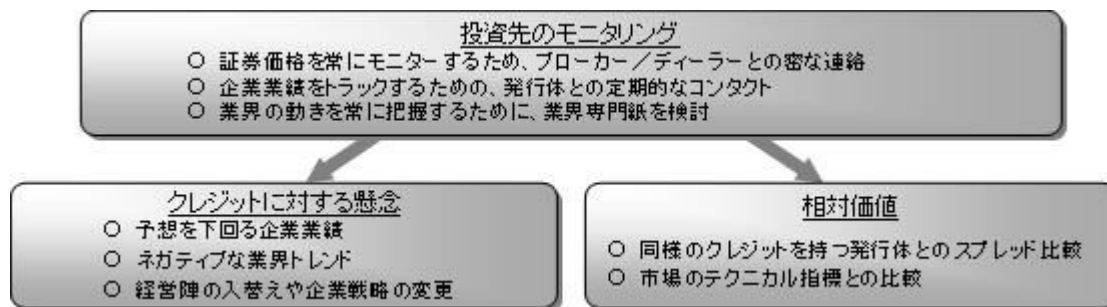 投資先のモニタリング
○ 証券価格を常にモニターするため、ブローカー／ディーラーとの密な連絡
○ 企業業績をトラックするための、発行体との定期的なコンタクト
○ 業界の動きを常に把握するために、業界専門紙を検討
クレジットに対する懸念
○ 予想を下回る企業業績
○ ネガティブな業界トレンド
○ 経営陣の入替えや企業戦略の変更
相対価値
○ 同様のクレジットを持つ発行体とのスプレッド比較
○ 市場のテクニカル指標との比較